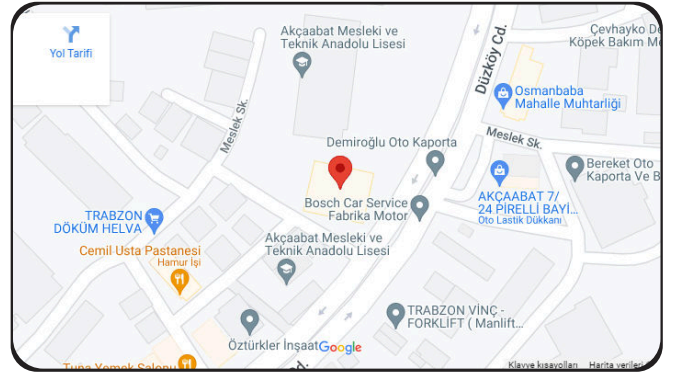 Yol Tarifi
Akçaabat Mesleki ve
Teknik Anadolu Lisesi
Düzköy Cd.
Çevhayko De
Köpek Bakım Me
Osmanbaba
Mahalle Muhtarlığı
Meslek Sk.
Meslek Sk.
Demiroğlu Oto Kaporta
Bereket Oto
Kaporta Ve B
AKÇAABAT 7/
24 PİRELLİ BAYİ...
Oto Lastik Dükkanı
Bosch Car Service
Fabrika Motor
TRABZON
DÖKÜM HELVA
Cemil Usta Pastanesi
Hamur İşi
Akçaabat Mesleki ve
Teknik Anadolu Lisesi
TRABZON VİNÇ -
FORKLİFT ( Manlift...
Öztürkler İnşaat
Google
Tuna Yemek Salonu
Klavye kısayolları
Harita verileri